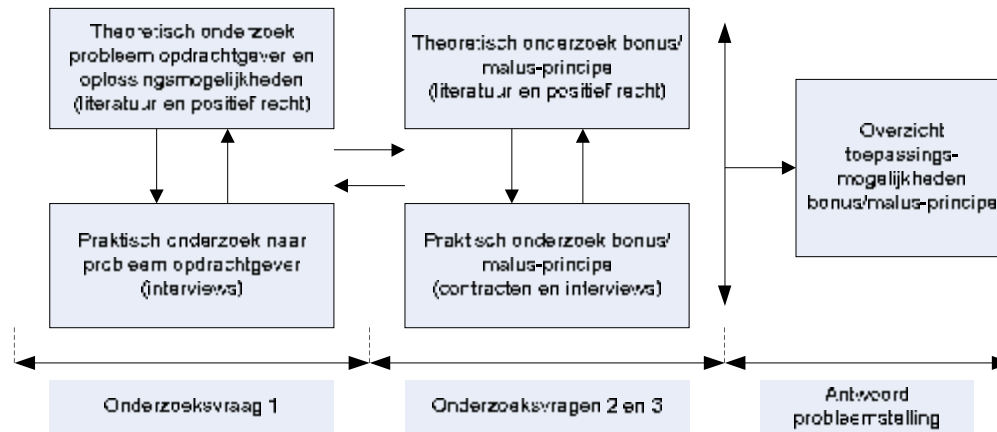 Theoretisch onderzoek
probleem opdrachtgever en
oplossingsmogelijkheden
(literatuur en positief recht)
Theoretisch onderzoek bonus/
malus-principe
(literatuur en positief recht)
Overzicht
toepassings-
mogelijkheden
bonus/malus-principe
Praktisch onderzoek naar
probleem opdrachtgever
(interviews)
Praktisch onderzoek bonus/
malus-principe
(contracten en interviews)
Onderzoeksvraag 1
Onderzoeksvragen 2 en 3
Antwoord
probleemstelling